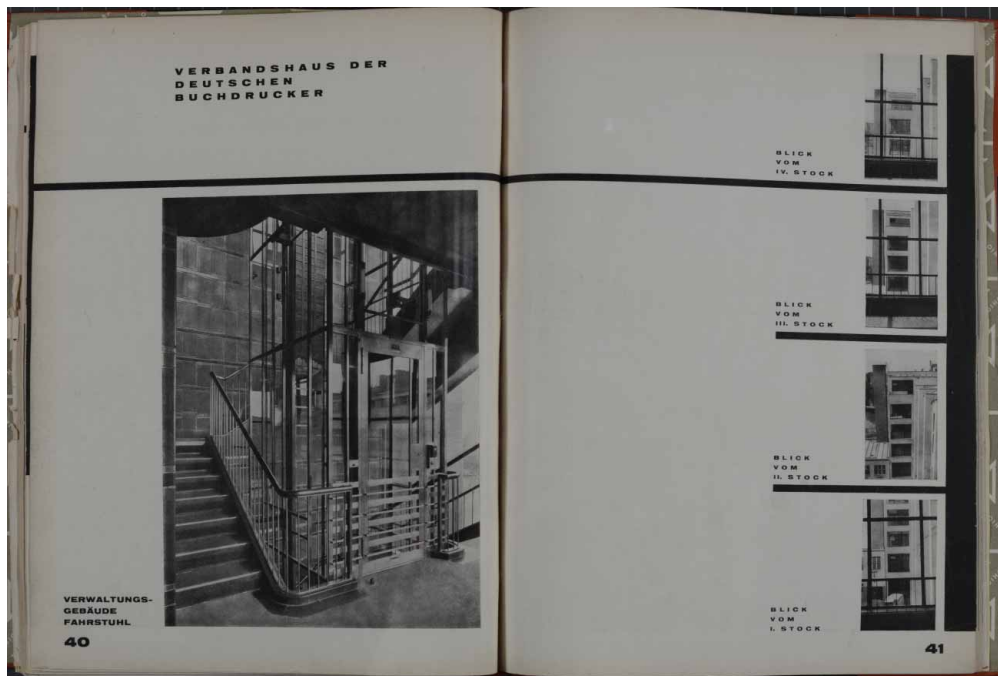 VERBANDSHAUS DER
DEUTSCHEN
BUCHDRUCKER
VERWALTUNGS-
GEBÄUDE
FAHRSTUHL
40
BLICK
VOM
IV. STOCK
BLICK
VOM
III. STOCK
BLICK
VOM
II. STOCK
BLICK
VOM
I. STOCK
41